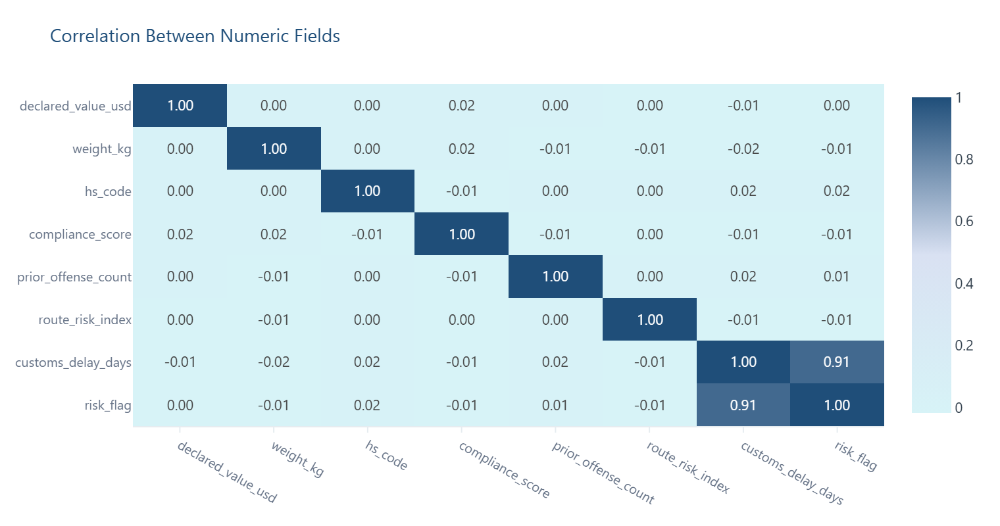 Correlation Between Numeric Fields
declared_value_usd 1.00 0.00 0.00 0.02 0.00 0.00 -0.01 0.00
weight_kg 0.00 1.00 0.00 0.02 -0.01 -0.01 -0.02 -0.01
hs_code 0.00 0.00 1.00 -0.01 0.00 0.00 0.02 0.02
compliance_score 0.02 0.02 -0.01 1.00 -0.01 0.00 -0.01 -0.01
prior_offense_count 0.00 -0.01 0.00 -0.01 1.00 0.00 0.02 0.01
route_risk_index 0.00 -0.01 0.00 0.00 0.00 1.00 -0.01 -0.01
customs_delay_days -0.01 -0.02 0.02 -0.01 0.02 -0.01 1.00 0.91
risk_flag 0.00 -0.01 0.02 -0.01 0.01 -0.01 0.91 1.00
declared_value_usd weight_kg hs_code compliance_score prior_offense_count route_risk_index customs_delay_days risk_flag
1
0.8
0.6
0.4
0.2
0